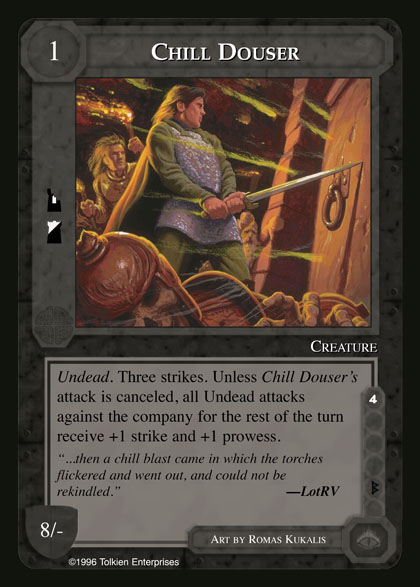 1
CHILL DOUSER
CREATURE
Undead. Three strikes. Unless Chill Douser’s
attack is canceled, all Undead attacks
against the company for the rest of the turn
receive +1 strike and +1 prowess.
4
“...then a chill blast came in which the torches
flickered and went out, and could not be
rekindled.” —LotRV
8/-
ART BY ROMAS KUKALIS
©1996 Tolkien Enterprises